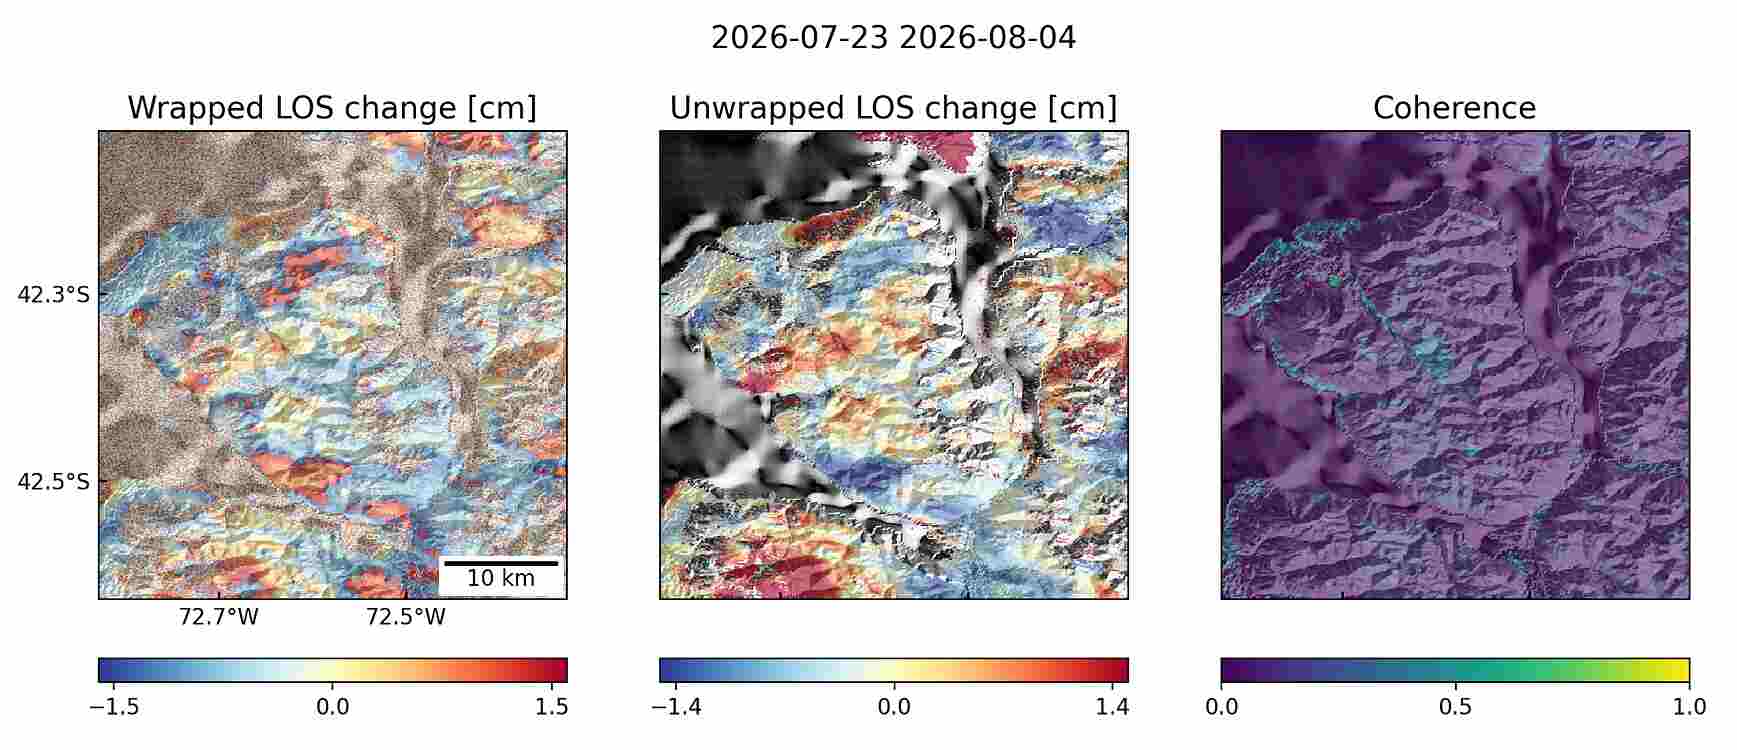 2026-07-23 2026-08-04
Wrapped LOS change [cm]
Unwrapped LOS change [cm]
Coherence
42.3°S
42.5°S
10 km
72.7°W
72.5°W
−1.5
0.0
1.5
−1.4
0.0
1.4
0.0
0.5
1.0